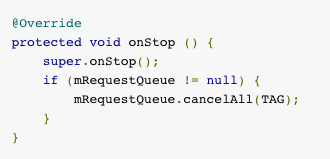 @Override
protected void onStop () {
    super.onStop();
    if (mRequestQueue != null) {
        mRequestQueue.cancelAll(TAG);
    }
}